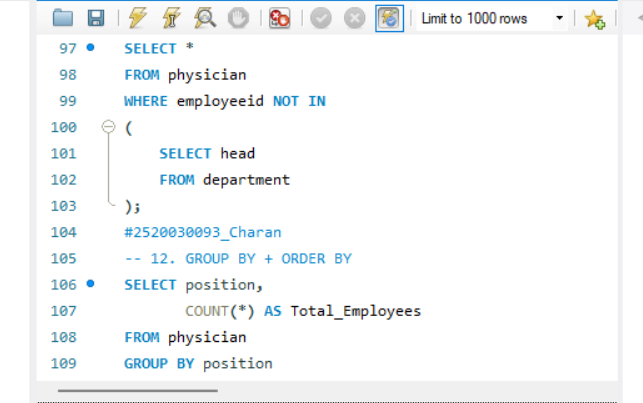 Limit to 1000 rows
97 SELECT *
98 FROM physician
99 WHERE employeeid NOT IN
100 (
101 SELECT head
102 FROM department
103 );
104 #2520030093_Charan
105 -- 12. GROUP BY + ORDER BY
106 SELECT position,
107 COUNT(*) AS Total_Employees
108 FROM physician
109 GROUP BY position